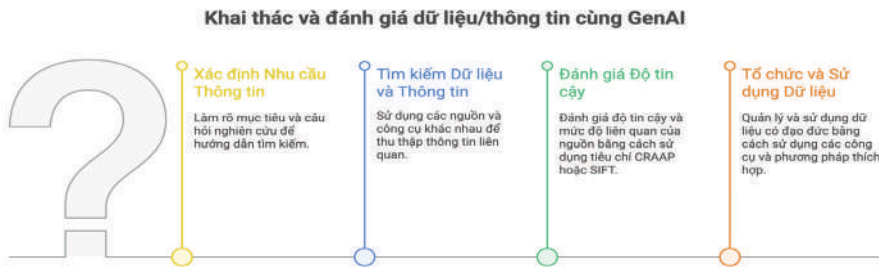 Khai thác và đánh giá dữ liệu/thông tin cùng GenAI
Xác định Nhu cầu
Thông tin
Làm rõ mục tiêu và câu
hỏi nghiên cứu để
hướng dẫn tìm kiếm.
Tìm kiếm Dữ liệu
và Thông tin
Sử dụng các nguồn và
công cụ khác nhau để
thu thập thông tin liên
quan.
Đánh giá Độ tin
cậy
Đánh giá độ tin cậy và
mức độ liên quan của
nguồn bằng cách sử
dụng tiêu chí CRAAP
hoặc SIFT.
Tổ chức và Sử
dụng Dữ liệu
Quản lý và sử dụng dữ
liệu có đạo đức bằng
cách sử dụng các công
cụ và phương pháp thích
hợp.